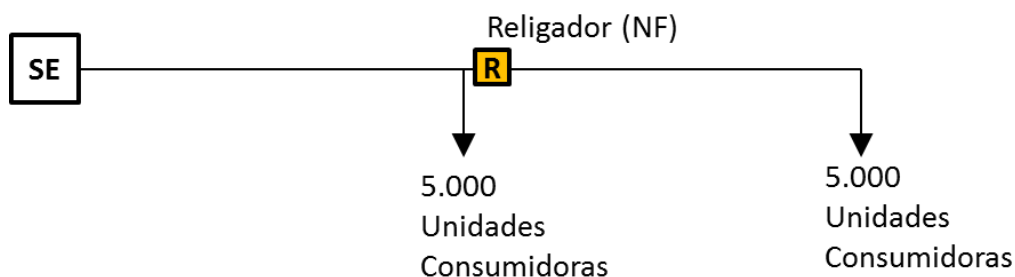 Religador (NF)
SE
R
5.000
Unidades
Consumidoras
5.000
Unidades
Consumidoras